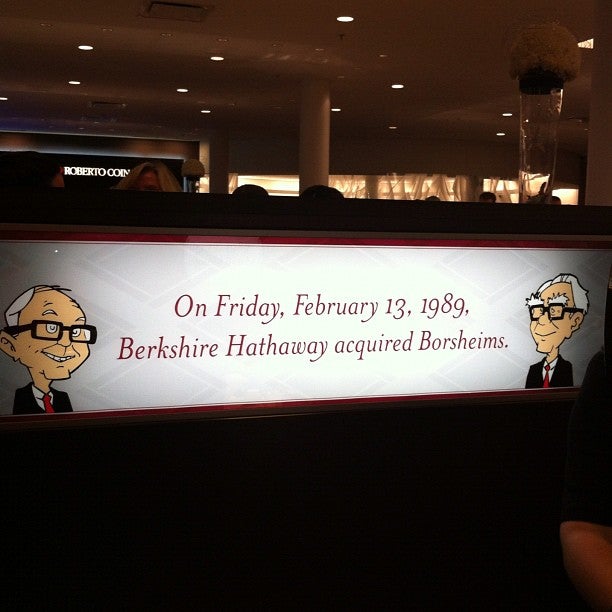 ROBERTO COIN
On Friday, February 13, 1989,
Berkshire Hathaway acquired Borsheims.